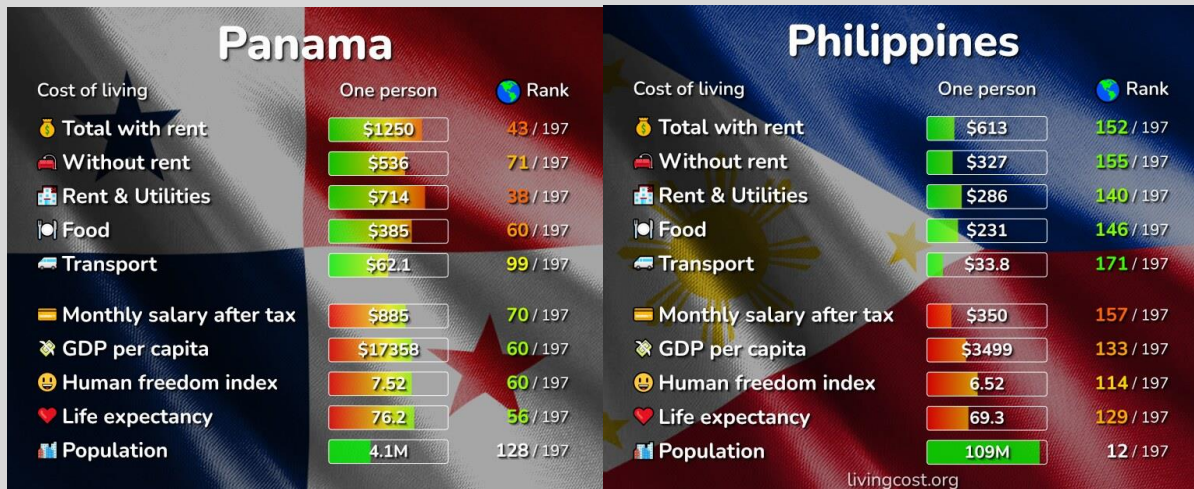 Panama
Cost of living One person Rank
Total with rent $1250 43 / 197
Without rent $536 71 / 197
Rent & Utilities $714 38 / 197
Food $385 60 / 197
Transport $62.1 99 / 197
Monthly salary after tax $885 70 / 197
GDP per capita $17358 60 / 197
Human freedom index 7.52 60 / 197
Life expectancy 76.2 56 / 197
Population 4.1M 128 / 197
Philippines
Cost of living One person Rank
Total with rent $613 152 / 197
Without rent $327 155 / 197
Rent & Utilities $286 140 / 197
Food $231 146 / 197
Transport $33.8 171 / 197
Monthly salary after tax $350 157 / 197
GDP per capita $3499 133 / 197
Human freedom index 6.52 114 / 197
Life expectancy 69.3 129 / 197
Population 109M 12 / 197
livingcost.org